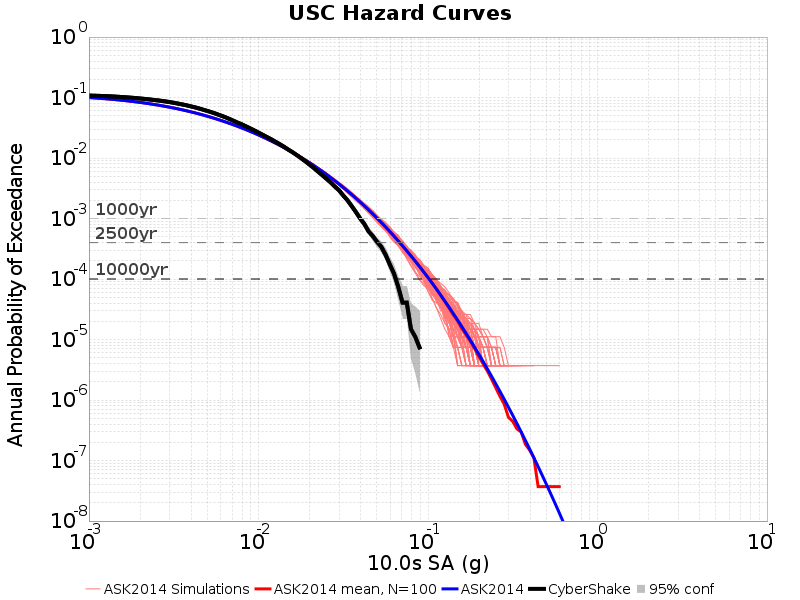 USC Hazard Curves
Annual Probability of Exceedance
10^0
10^-1
10^-2
10^-3
10^-4
10^-5
10^-6
10^-7
10^-8
1000yr
2500yr
10000yr
10^-3 10^-2 10^-1 10^0 10^1
10.0s SA (g)
ASK2014 Simulations ASK2014 mean, N=100 ASK2014 CyberShake 95% conf